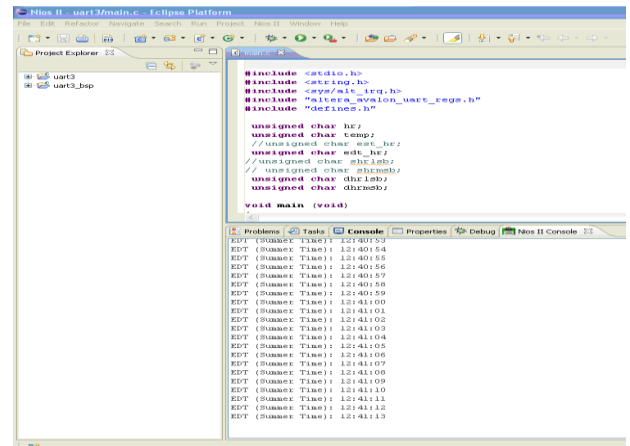 Nios II - uart3/main.c - Eclipse Platform
File Edit Refactor Navigate Search Run Project Nios II Window Help
Project Explorer
main.c
uart3
uart3_bsp
#include <stdio.h>
#include <string.h>
#include <sys/alt_irq.h>
#include "altera_avalon_uart_regs.h"
#include "defines.h"
unsigned char hr;
unsigned char temp;
//unsigned char est_hr;
unsigned char edt_hr;
//unsigned char shrlsb;
// unsigned char shrmsb;
unsigned char dhrlsb;
unsigned char dhrmsb;
void main (void)
Problems Tasks Console Properties Debug Nios II Console
EDT (Summer Time): 12:40:53
EDT (Summer Time): 12:40:54
EDT (Summer Time): 12:40:55
EDT (Summer Time): 12:40:56
EDT (Summer Time): 12:40:57
EDT (Summer Time): 12:40:58
EDT (Summer Time): 12:40:59
EDT (Summer Time): 12:41:00
EDT (Summer Time): 12:41:01
EDT (Summer Time): 12:41:02
EDT (Summer Time): 12:41:03
EDT (Summer Time): 12:41:04
EDT (Summer Time): 12:41:05
EDT (Summer Time): 12:41:06
EDT (Summer Time): 12:41:07
EDT (Summer Time): 12:41:08
EDT (Summer Time): 12:41:09
EDT (Summer Time): 12:41:10
EDT (Summer Time): 12:41:11
EDT (Summer Time): 12:41:12
EDT (Summer Time): 12:41:13